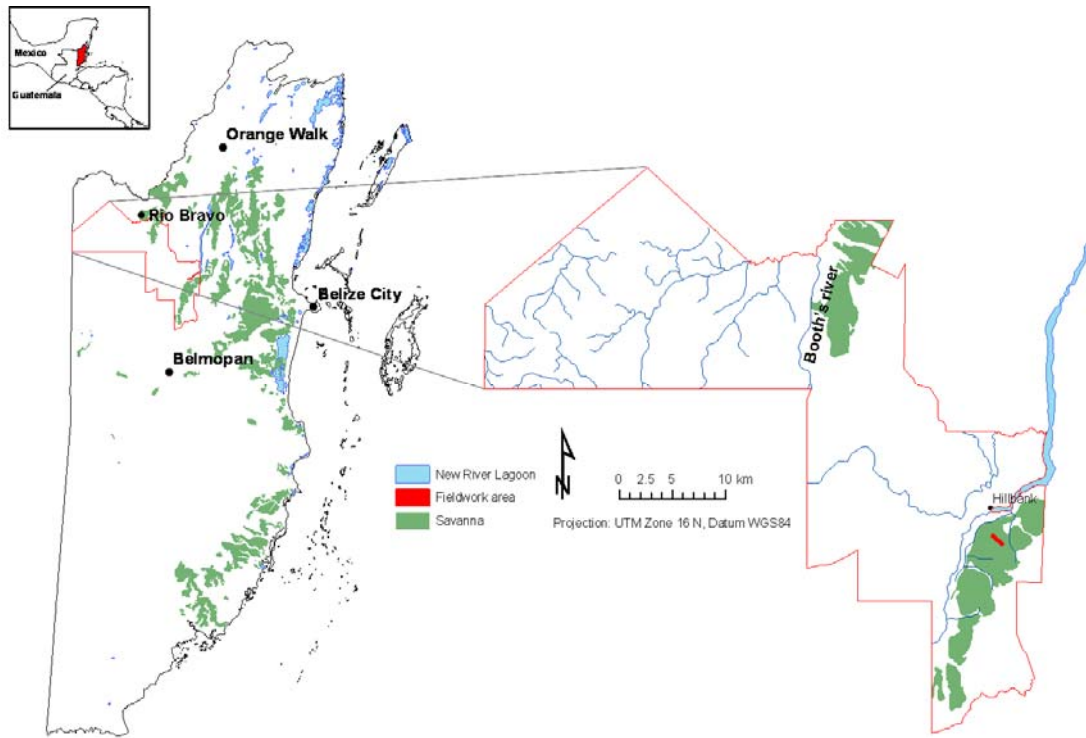 Mexico
Guatemala
Orange Walk
Rio Bravo
Belize City
Belmopan
Booth's river
Hillbank
New River Lagoon
Fieldwork area
Savanna
N
0 2.5 5 10 km
Projection: UTM Zone 16 N, Datum WGS84